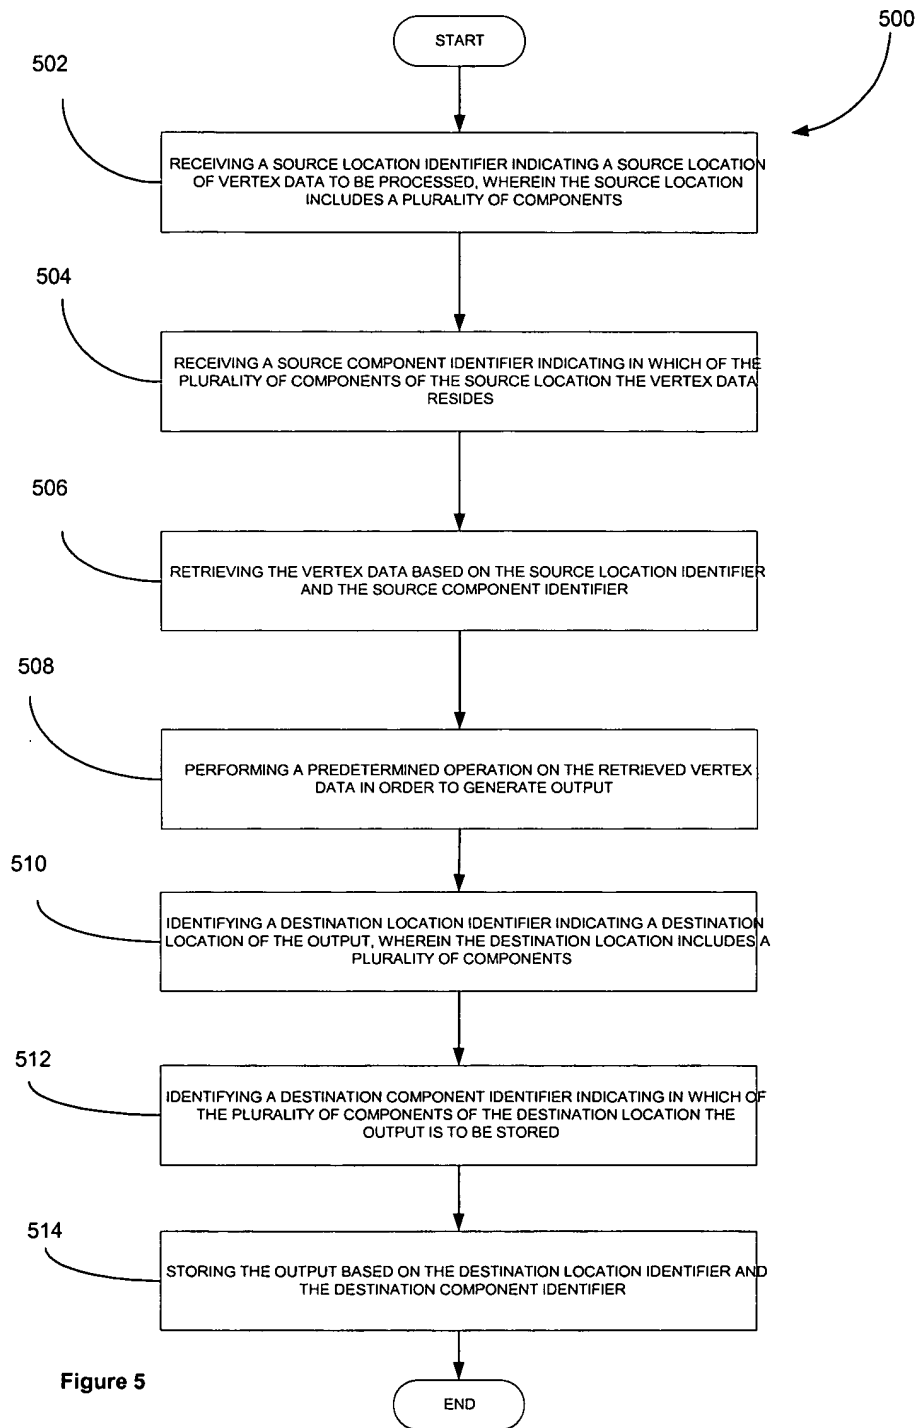 START
500
502
RECEIVING A SOURCE LOCATION IDENTIFIER INDICATING A SOURCE LOCATION
OF VERTEX DATA TO BE PROCESSED, WHEREIN THE SOURCE LOCATION
INCLUDES A PLURALITY OF COMPONENTS
504
RECEIVING A SOURCE COMPONENT IDENTIFIER INDICATING IN WHICH OF THE
PLURALITY OF COMPONENTS OF THE SOURCE LOCATION THE VERTEX DATA
RESIDES
506
RETRIEVING THE VERTEX DATA BASED ON THE SOURCE LOCATION IDENTIFIER
AND THE SOURCE COMPONENT IDENTIFIER
508
PERFORMING A PREDETERMINED OPERATION ON THE RETRIEVED VERTEX
DATA IN ORDER TO GENERATE OUTPUT
510
IDENTIFYING A DESTINATION LOCATION IDENTIFIER INDICATING A DESTINATION
LOCATION OF THE OUTPUT, WHEREIN THE DESTINATION LOCATION INCLUDES A
PLURALITY OF COMPONENTS
512
IDENTIFYING A DESTINATION COMPONENT IDENTIFIER INDICATING IN WHICH OF
THE PLURALITY OF COMPONENTS OF THE DESTINATION LOCATION THE
OUTPUT IS TO BE STORED
514
STORING THE OUTPUT BASED ON THE DESTINATION LOCATION IDENTIFIER AND
THE DESTINATION COMPONENT IDENTIFIER
Figure 5
END